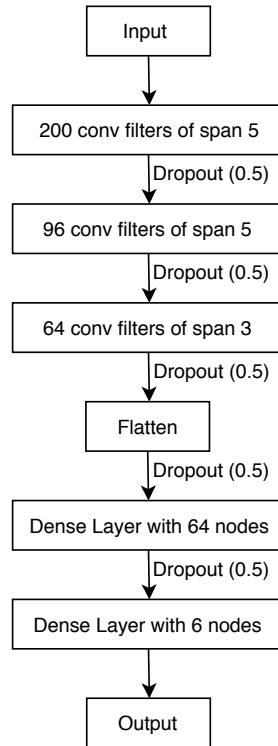 Input
200 conv filters of span 5
Dropout (0.5)
96 conv filters of span 5
Dropout (0.5)
64 conv filters of span 3
Dropout (0.5)
Flatten
Dropout (0.5)
Dense Layer with 64 nodes
Dropout (0.5)
Dense Layer with 6 nodes
Output